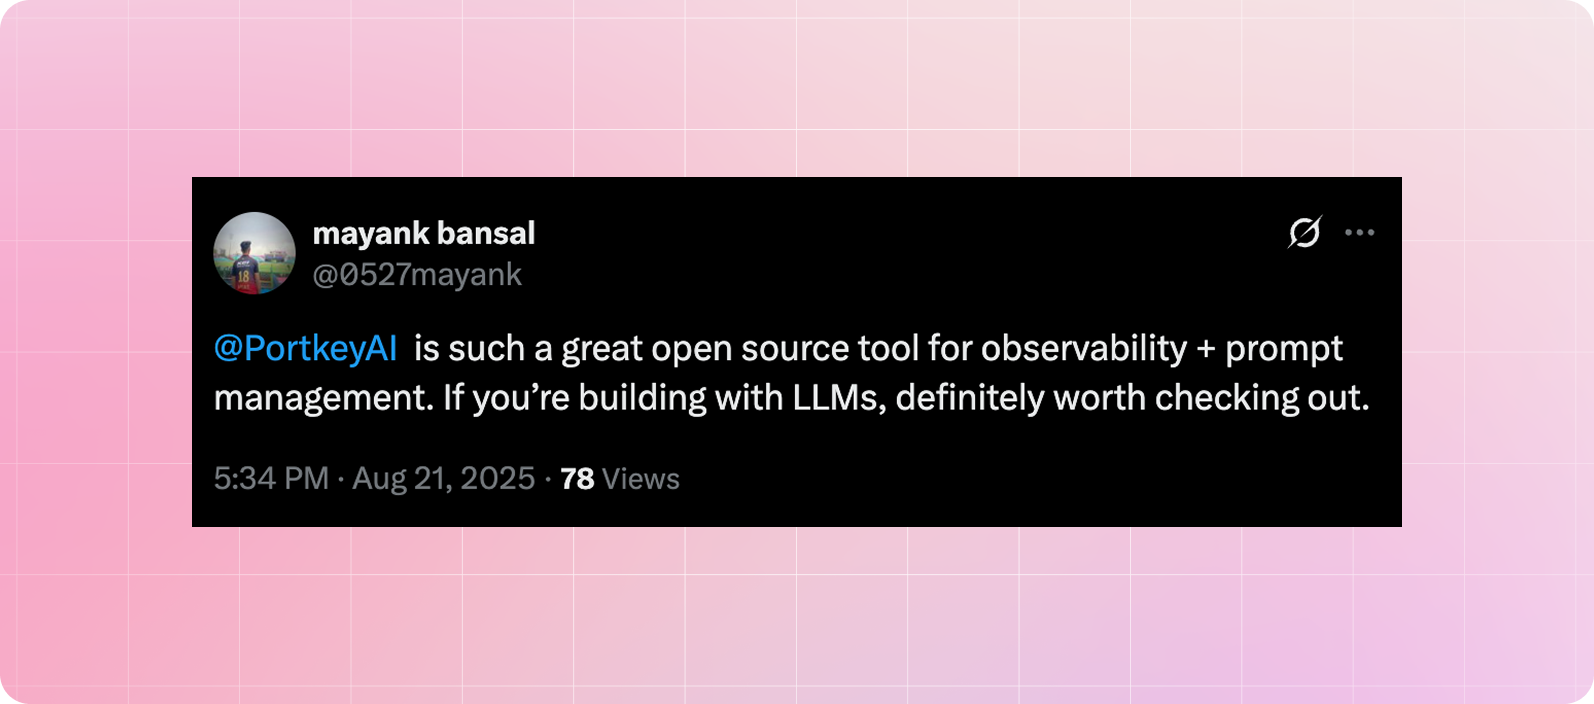 mayank bansal
@0527mayank
@PortkeyAI is such a great open source tool for observability + prompt
management. If you’re building with LLMs, definitely worth checking out.
5:34 PM · Aug 21, 2025 · 78 Views
18